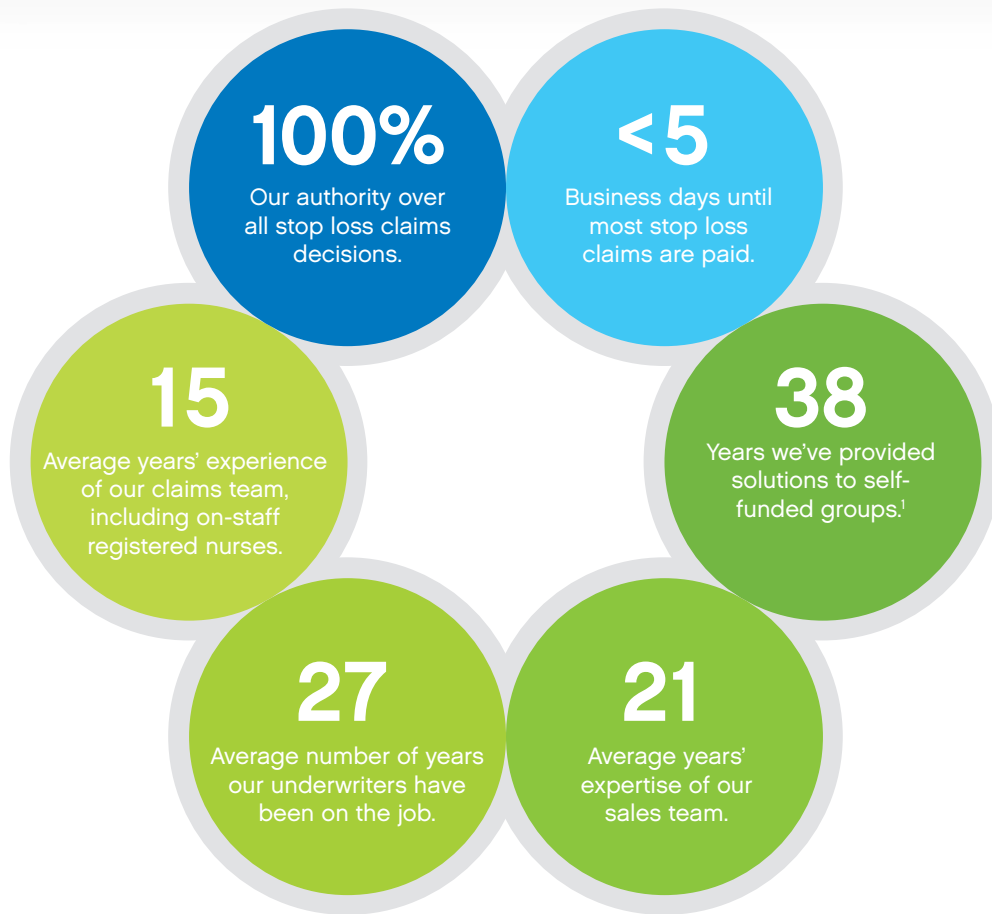 100%
Our authority over
all stop loss claims
decisions.
<5
Business days until
most stop loss
claims are paid.
15
Average years’ experience
of our claims team,
including on-staff
registered nurses.
38
Years we’ve provided
solutions to self-
funded groups.¹
27
Average number of years
our underwriters have
been on the job.
21
Average years’
expertise of our
sales team.